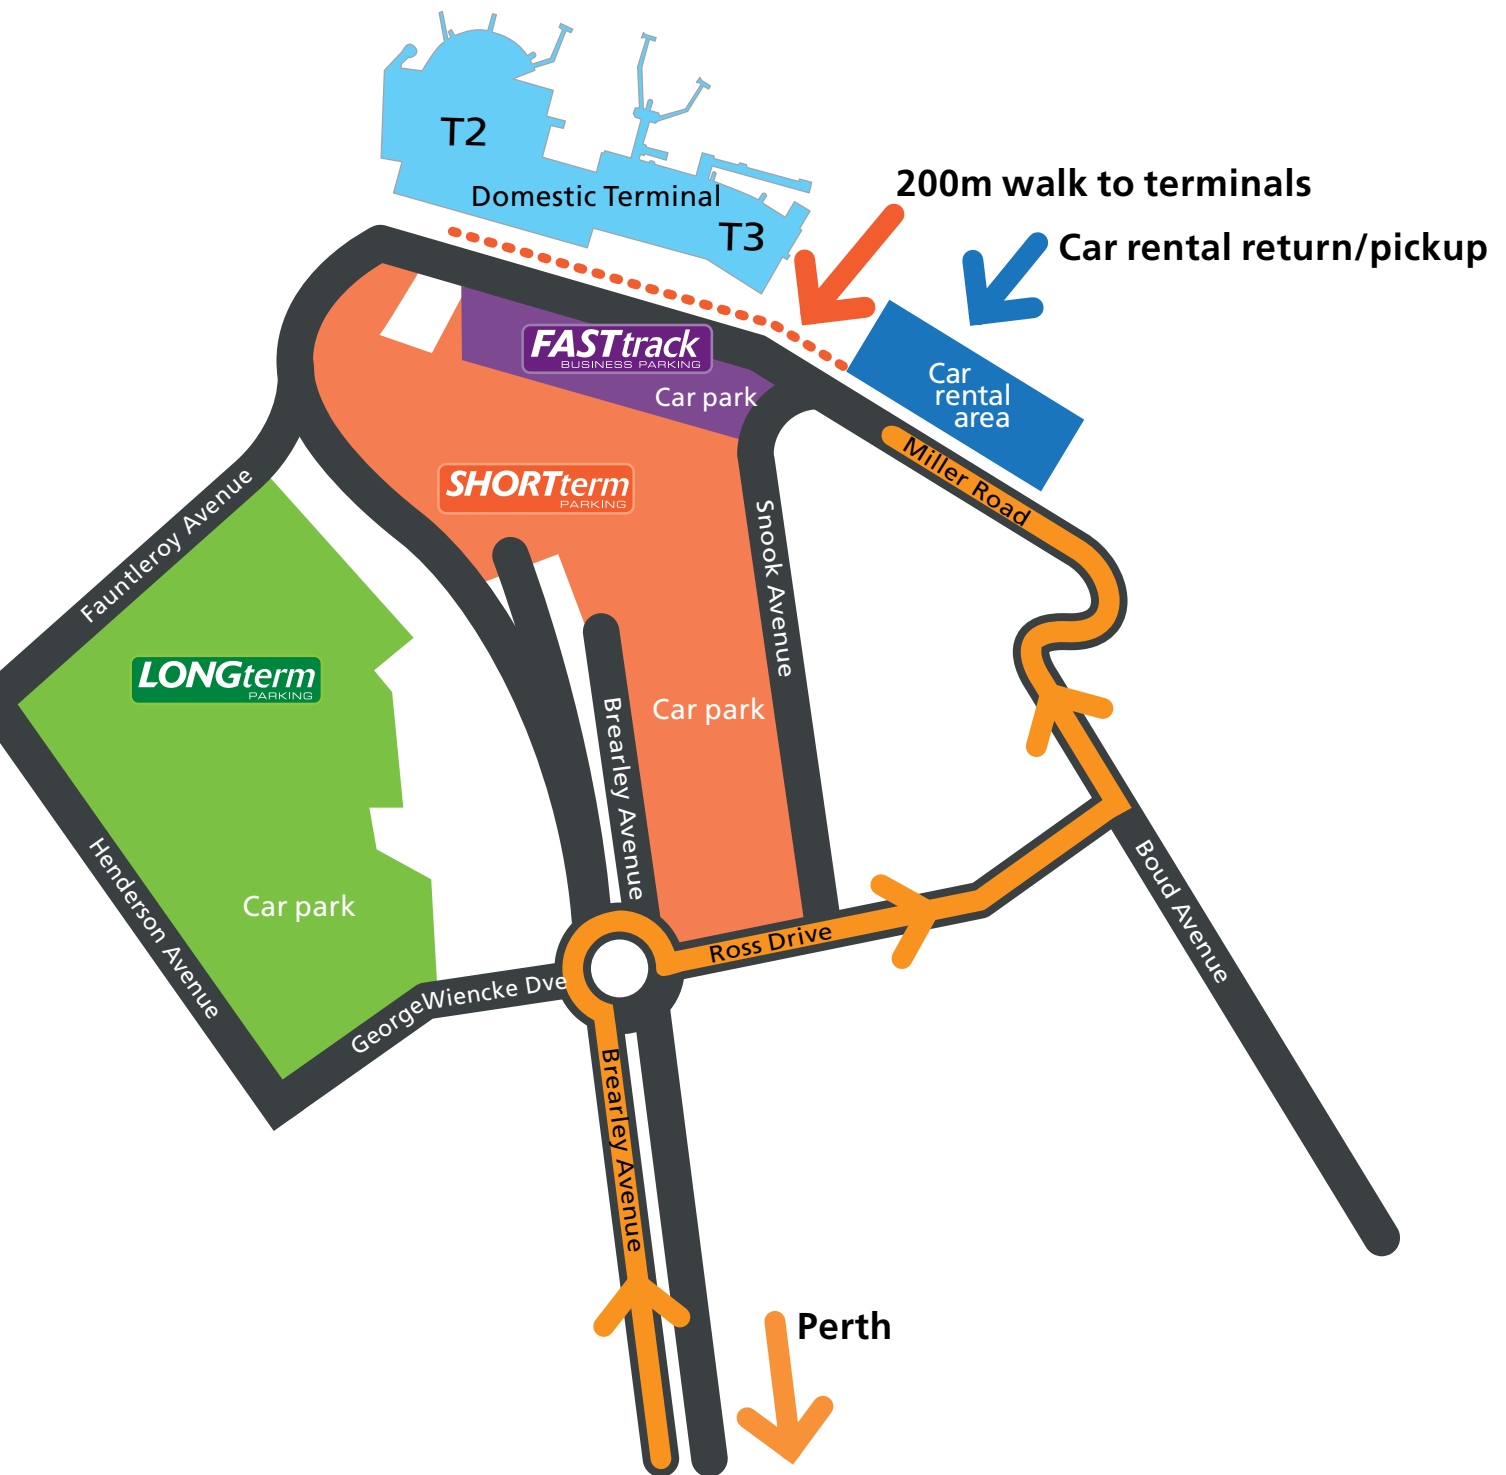 T2
Domestic Terminal
T3
200m walk to terminals
Car rental return/pickup
FASTtrack
BUSINESS PARKING
Car park
Car
rental
area
Miller Road
SHORTterm
PARKING
Fauntleroy Avenue
Snook Avenue
LONGterm
PARKING
Car park
Brearley Avenue
Henderson Avenue
Car park
Boud Avenue
Ross Drive
GeorgeWiencke Dve
Brearley Avenue
Perth